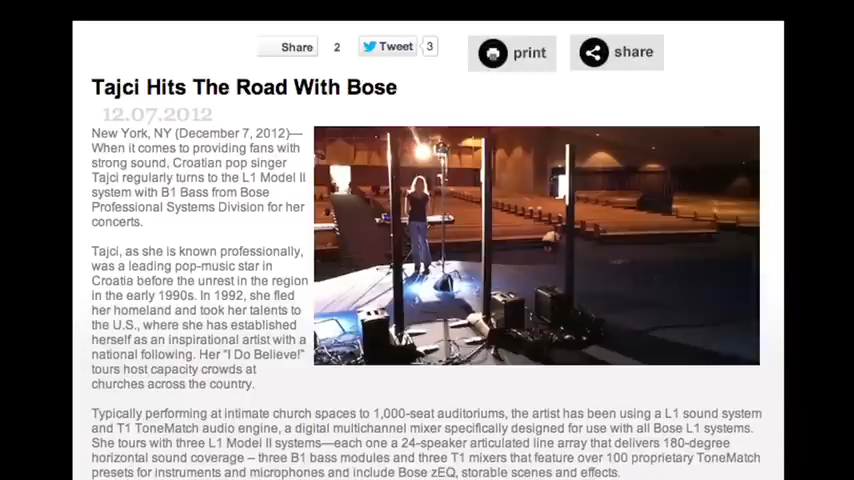 Share 2 Tweet 3 print share
Tajci Hits The Road With Bose
12.07.2012
New York, NY (December 7, 2012)—
When it comes to providing fans with
strong sound, Croatian pop singer
Tajci regularly turns to the L1 Model II
system with B1 Bass from Bose
Professional Systems Division for her
concerts.
Tajci, as she is known professionally,
was a leading pop-music star in
Croatia before the unrest in the region
in the early 1990s. In 1992, she fled
her homeland and took her talents to
the U.S., where she has established
herself as an inspirational artist with a
national following. Her "I Do Believe!"
tours host capacity crowds at
churches across the country.
Typically performing at intimate church spaces to 1,000-seat auditoriums, the artist has been using a L1 sound system
and T1 ToneMatch audio engine, a digital multichannel mixer specifically designed for use with all Bose L1 systems.
She tours with three L1 Model II systems—each one a 24-speaker articulated line array that delivers 180-degree
horizontal sound coverage – three B1 bass modules and three T1 mixers that feature over 100 proprietary ToneMatch
presets for instruments and microphones and include Bose zEQ, storable scenes and effects.